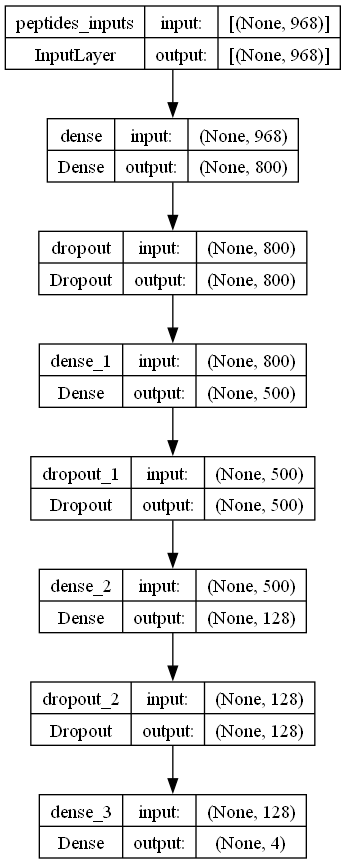 peptides_inputs input: [(None, 968)]
InputLayer output: [(None, 968)]
dense input: (None, 968)
Dense output: (None, 800)
dropout input: (None, 800)
Dropout output: (None, 800)
dense_1 input: (None, 800)
Dense output: (None, 500)
dropout_1 input: (None, 500)
Dropout output: (None, 500)
dense_2 input: (None, 500)
Dense output: (None, 128)
dropout_2 input: (None, 128)
Dropout output: (None, 128)
dense_3 input: (None, 128)
Dense output: (None, 4)